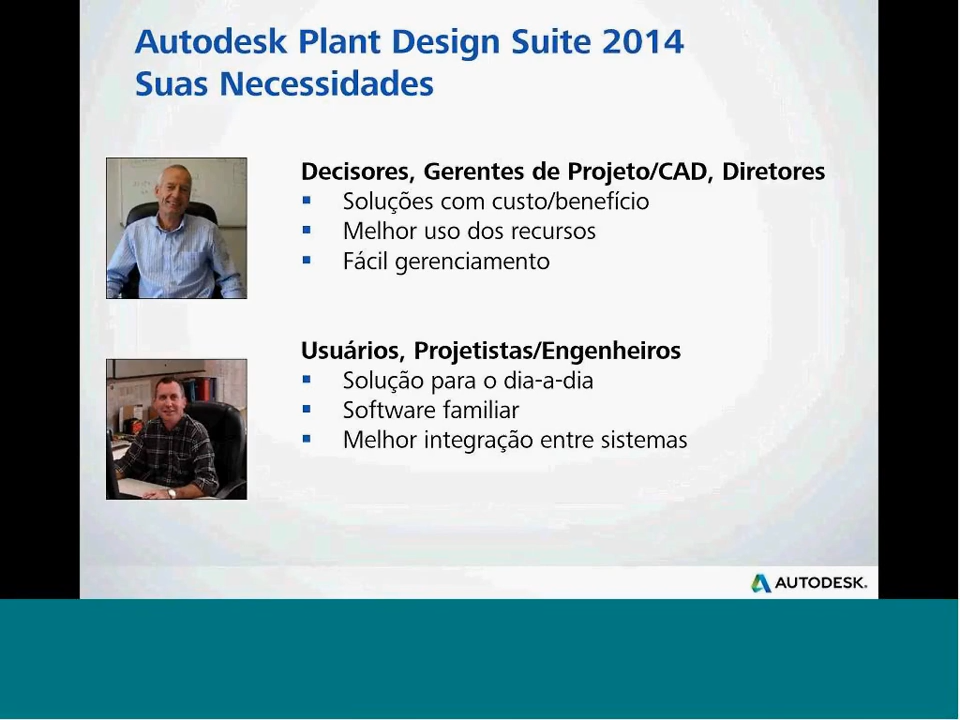 Autodesk Plant Design Suite 2014
Suas Necessidades
Decisores, Gerentes de Projeto/CAD, Diretores
Soluções com custo/benefício
Melhor uso dos recursos
Fácil gerenciamento
Usuários, Projetistas/Engenheiros
Solução para o dia-a-dia
Software familiar
Melhor integração entre sistemas
AUTODESK.